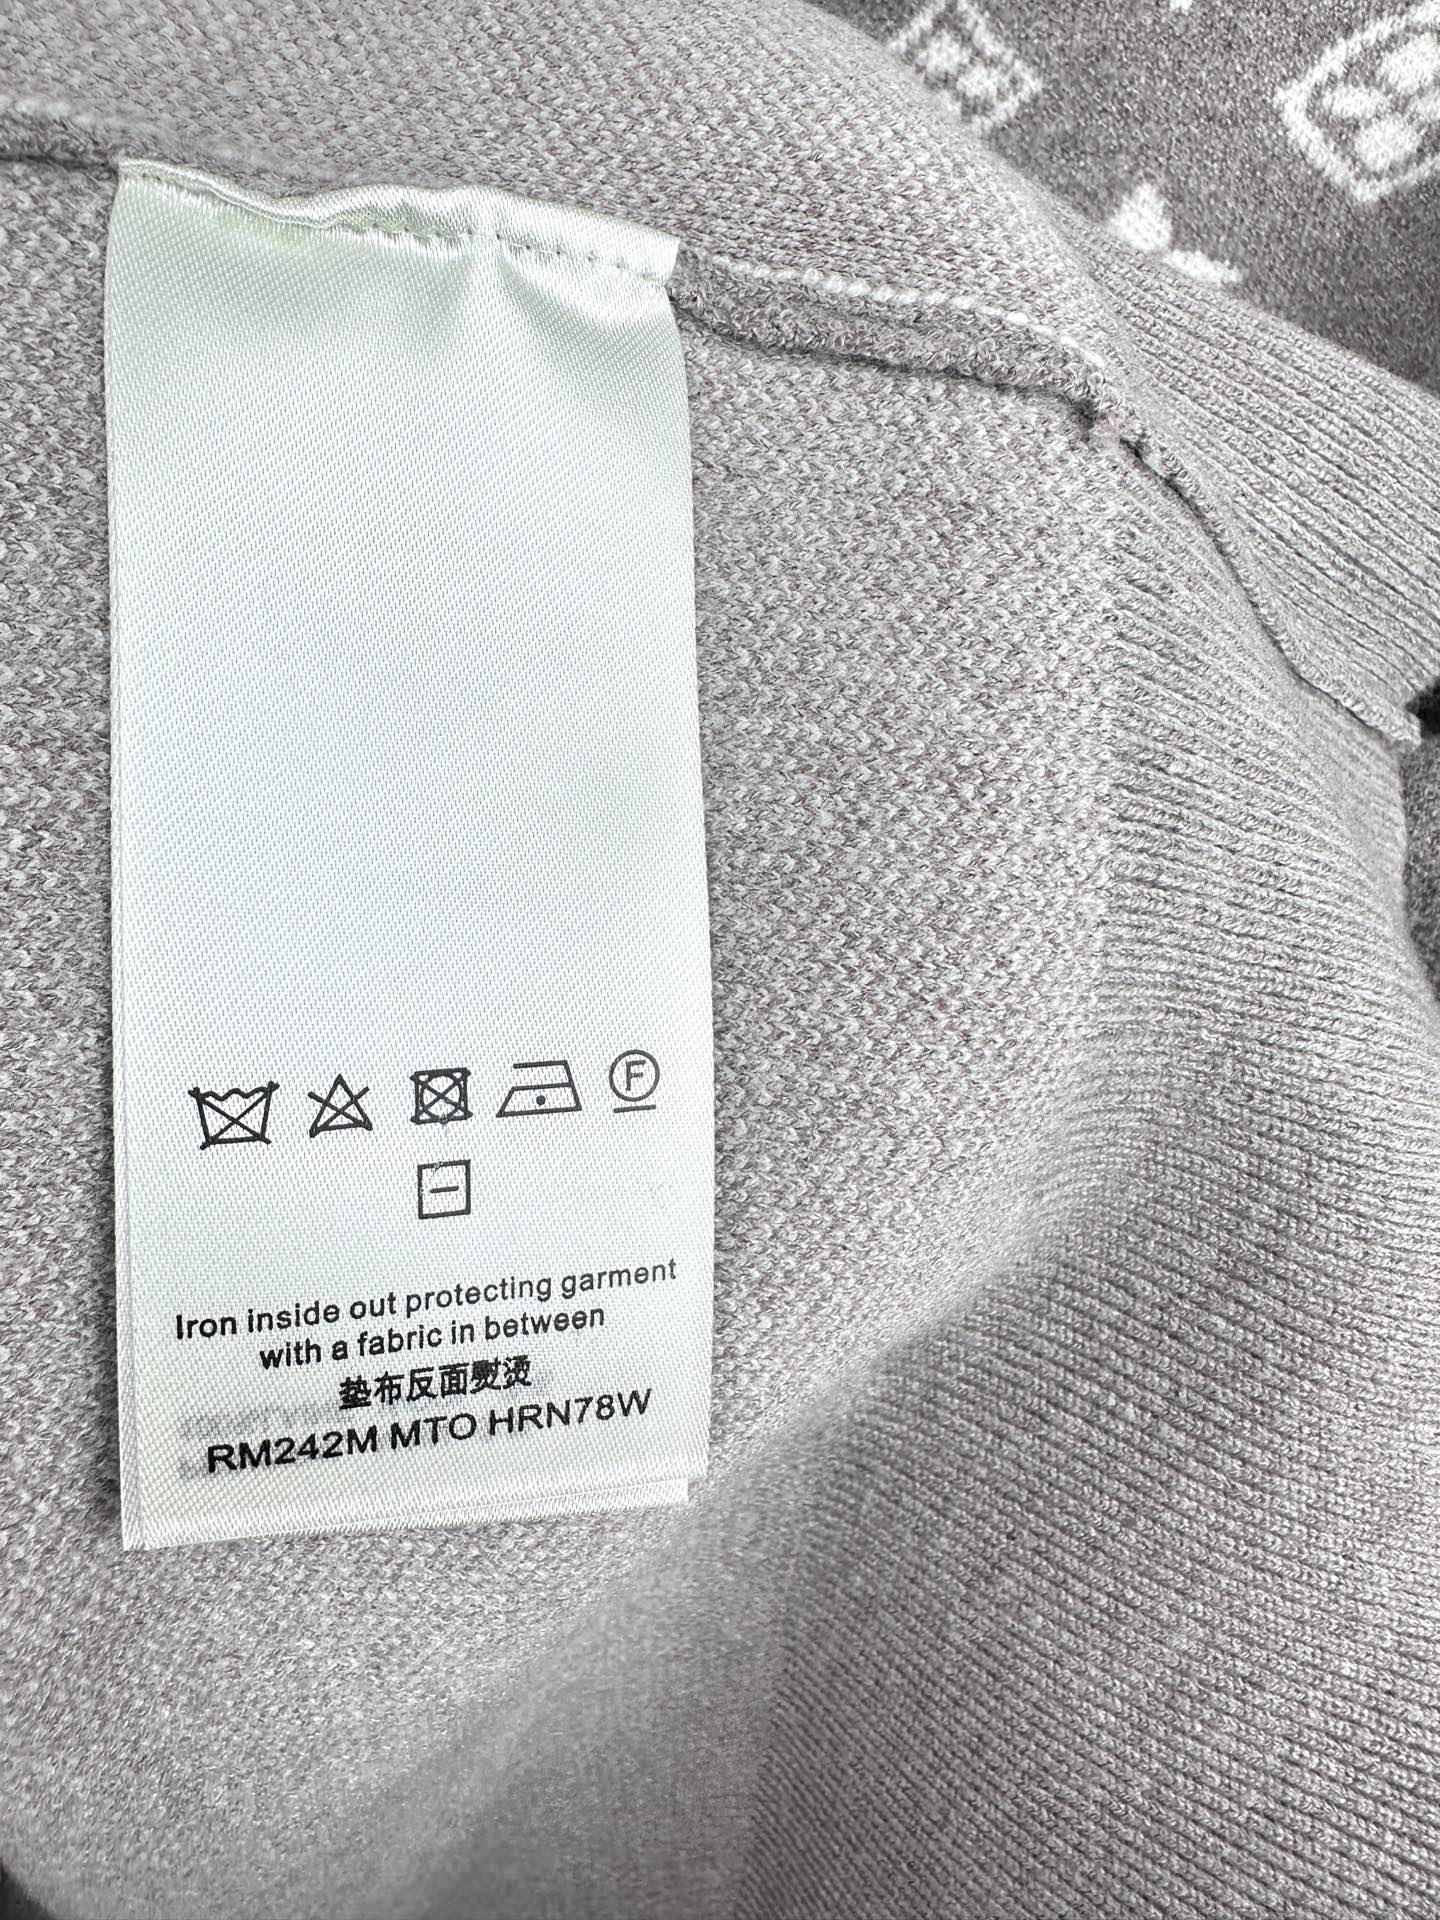 F
Iron inside out protecting garment
with a fabric in between
垫布反面熨烫
RM242M MTO HRN78W